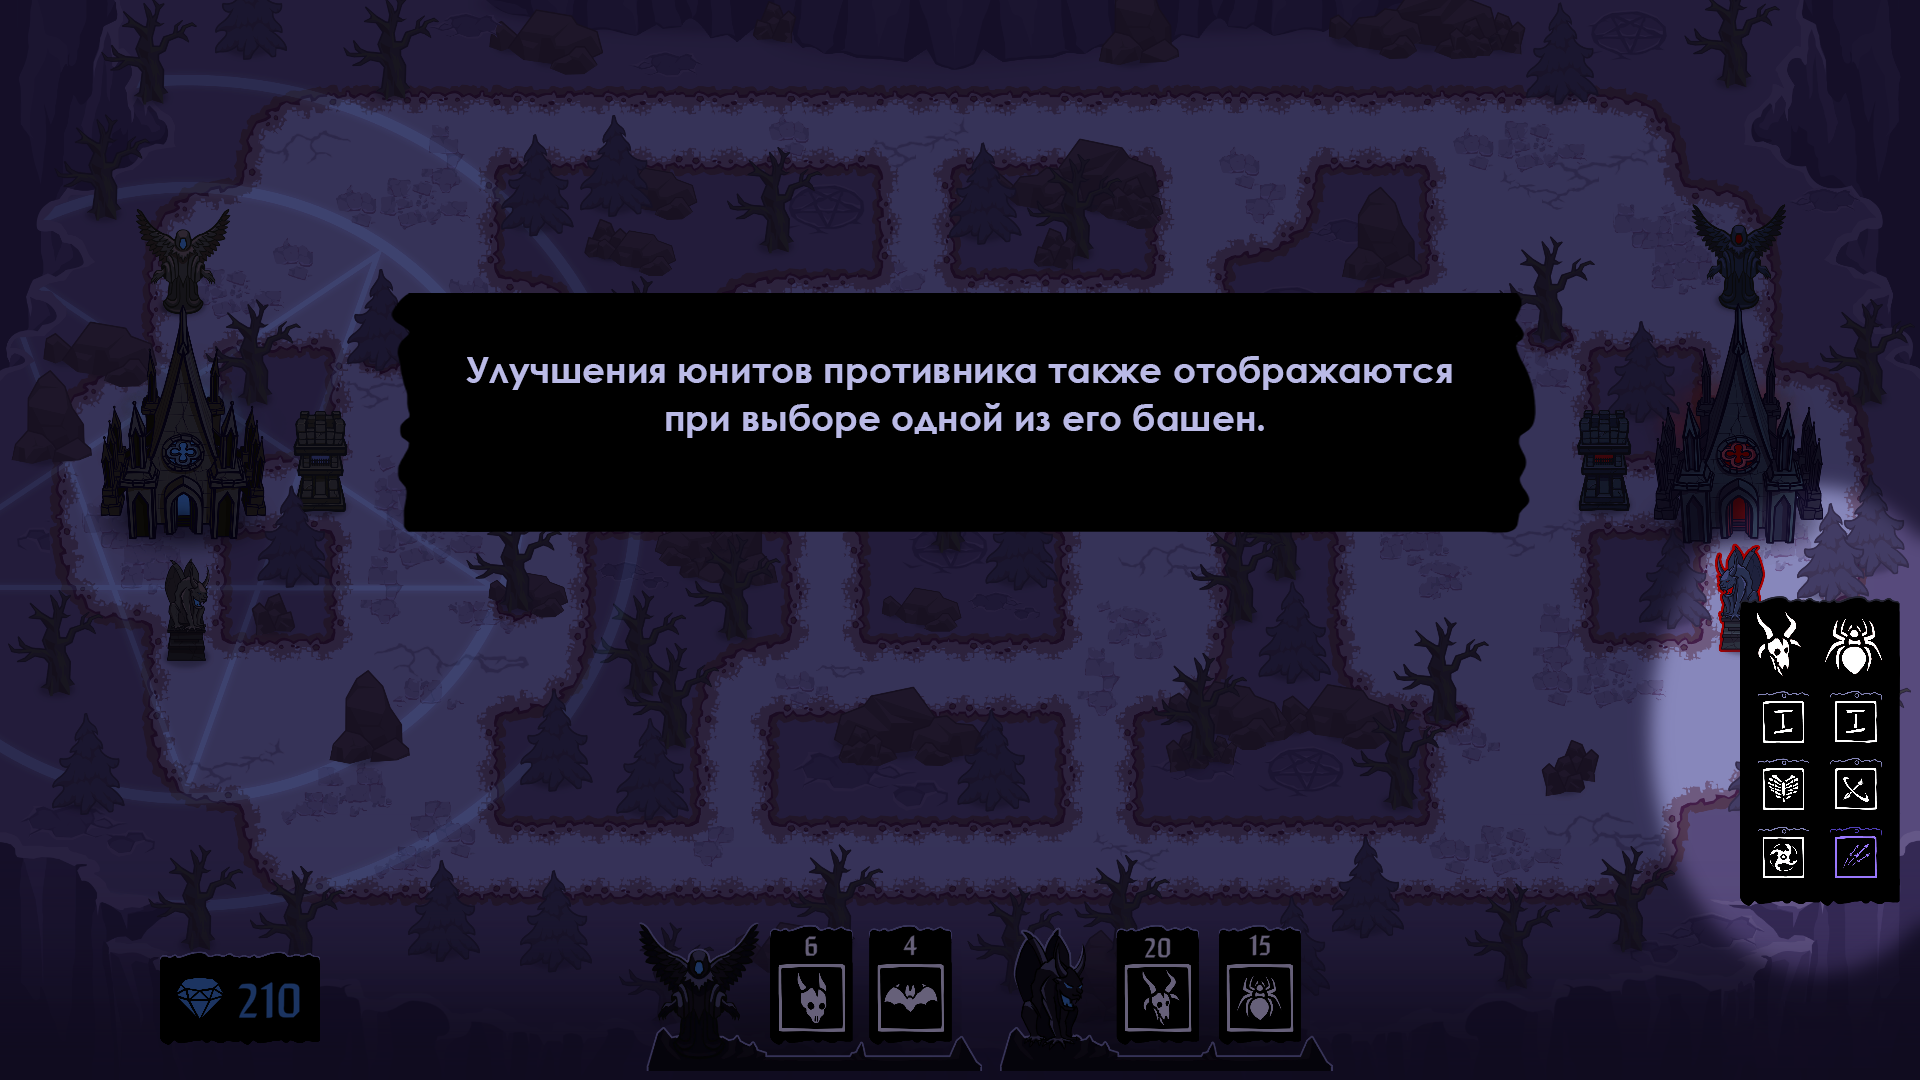 Улучшения юнитов противника также отображаются
при выборе одной из его башен.
I I
6 4 20 15
210